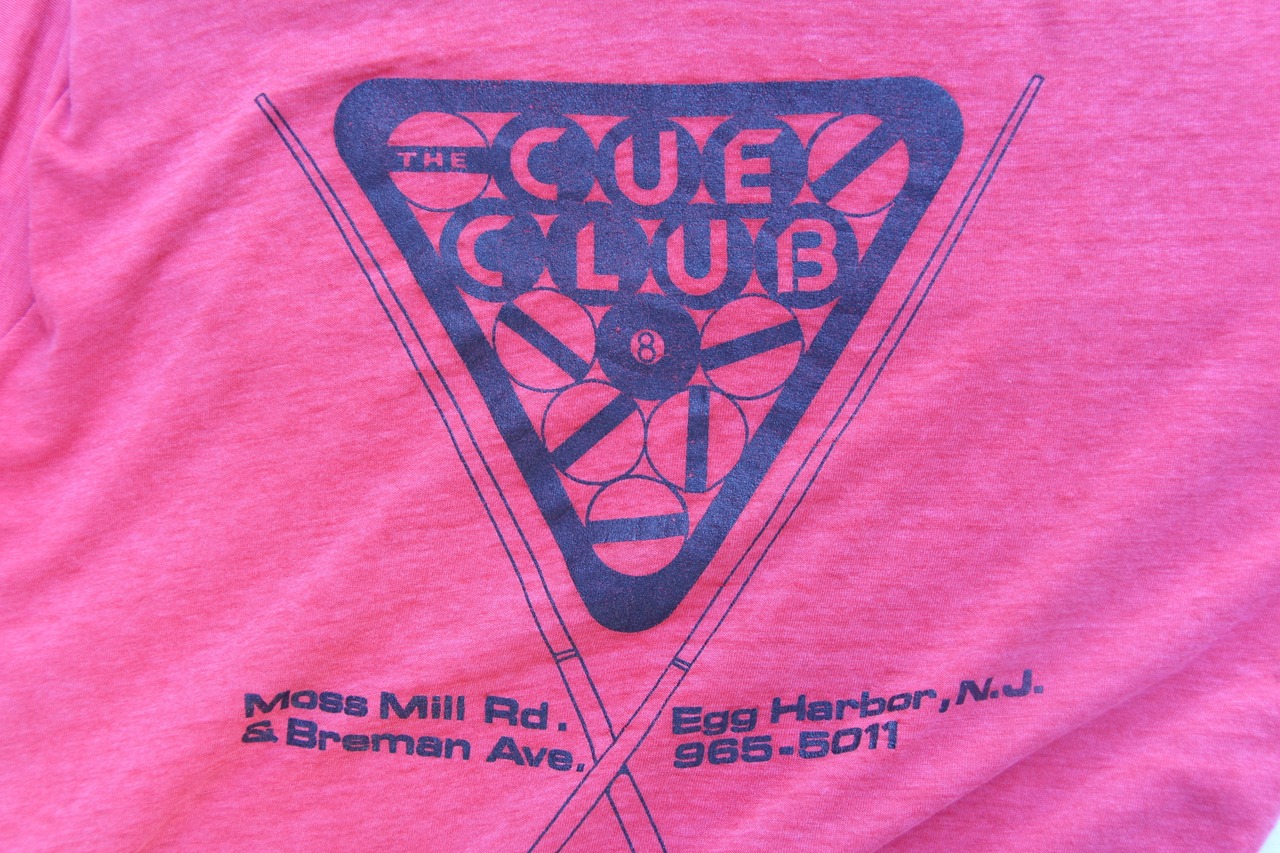 THE CUE
CLUB
8
Moss Mill Rd.
& Breman Ave.
Egg Harbor, N.J.
965-5011